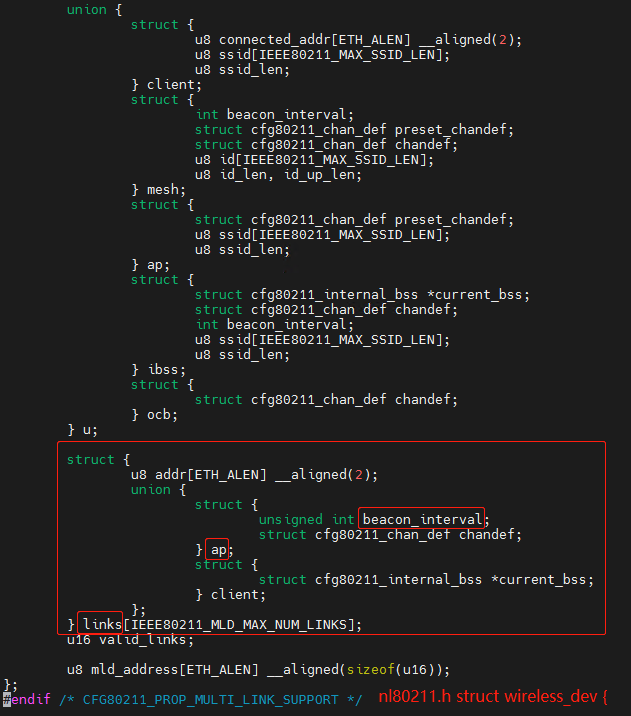 union {
struct {
u8 connected_addr[ETH_ALEN] __aligned(2);
u8 ssid[IEEE80211_MAX_SSID_LEN];
u8 ssid_len;
} client;
struct {
int beacon_interval;
struct cfg80211_chan_def preset_chandef;
struct cfg80211_chan_def chandef;
u8 id[IEEE80211_MAX_SSID_LEN];
u8 id_len, id_up_len;
} mesh;
struct {
struct cfg80211_chan_def preset_chandef;
u8 ssid[IEEE80211_MAX_SSID_LEN];
u8 ssid_len;
} ap;
struct {
struct cfg80211_internal_bss *current_bss;
struct cfg80211_chan_def chandef;
int beacon_interval;
u8 ssid[IEEE80211_MAX_SSID_LEN];
u8 ssid_len;
} ibss;
struct {
struct cfg80211_chan_def chandef;
} ocb;
} u;
struct {
u8 addr[ETH_ALEN] __aligned(2);
union {
struct {
unsigned int beacon_interval;
struct cfg80211_chan_def chandef;
} ap;
struct {
struct cfg80211_internal_bss *current_bss;
} client;
};
} links[IEEE80211_MLD_MAX_NUM_LINKS];
u16 valid_links;
u8 mld_address[ETH_ALEN] __aligned(sizeof(u16));
};
#endif /* CFG80211_PROP_MULTI_LINK_SUPPORT */ nl80211.h struct wireless_dev {